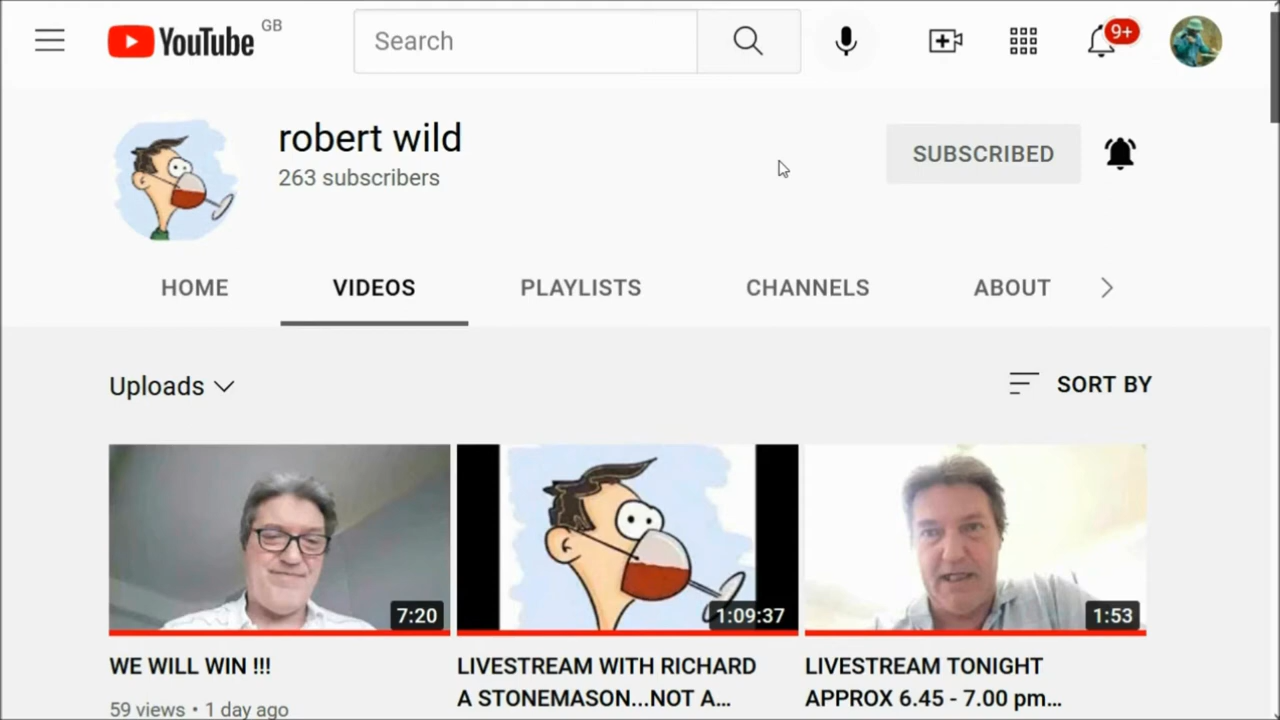 YouTube GB
Search
9+
robert wild
263 subscribers
SUBSCRIBED
HOME
VIDEOS
PLAYLISTS
CHANNELS
ABOUT
Uploads
SORT BY
7:20
1:09:37
1:53
WE WILL WIN !!!
59 views • 1 day ago
LIVESTREAM WITH RICHARD
A STONEMASON...NOT A...
LIVESTREAM TONIGHT
APPROX 6.45 - 7.00 pm...